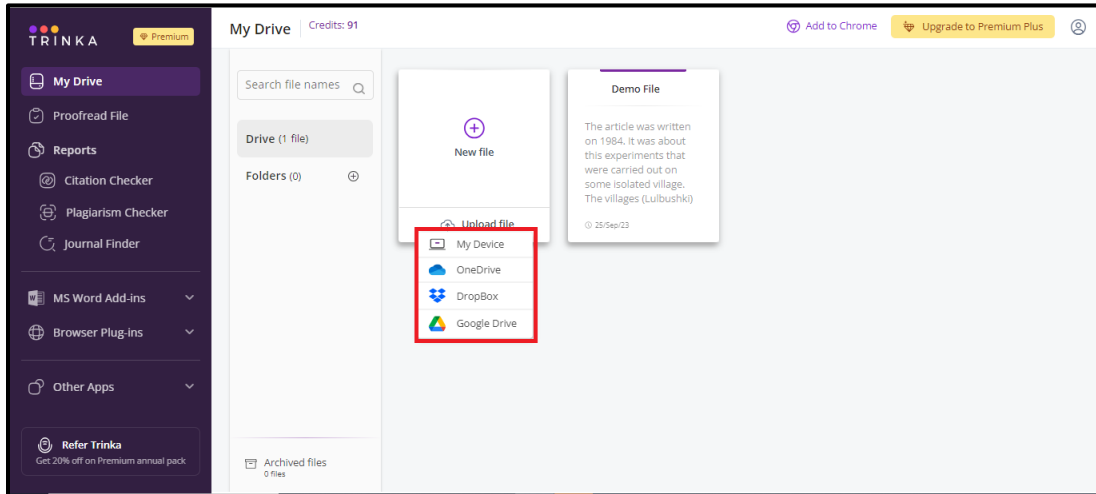 TRINKA
Premium
My Drive
Proofread File
Reports
Citation Checker
Plagiarism Checker
Journal Finder
MS Word Add-ins
Browser Plug-ins
Other Apps
Refer Trinka
Get 20% off on Premium annual pack
My Drive
Credits: 91
Add to Chrome
Upgrade to Premium Plus
Search file names
Drive (1 file)
Folders (0)
Archived files
0 files
New file
Upload file
My Device
OneDrive
DropBox
Google Drive
Demo File
The article was written
on 1984. It was about
this experiments that
were carried out on
some isolated village.
The villages (Lulbushki)
25/Sep/23